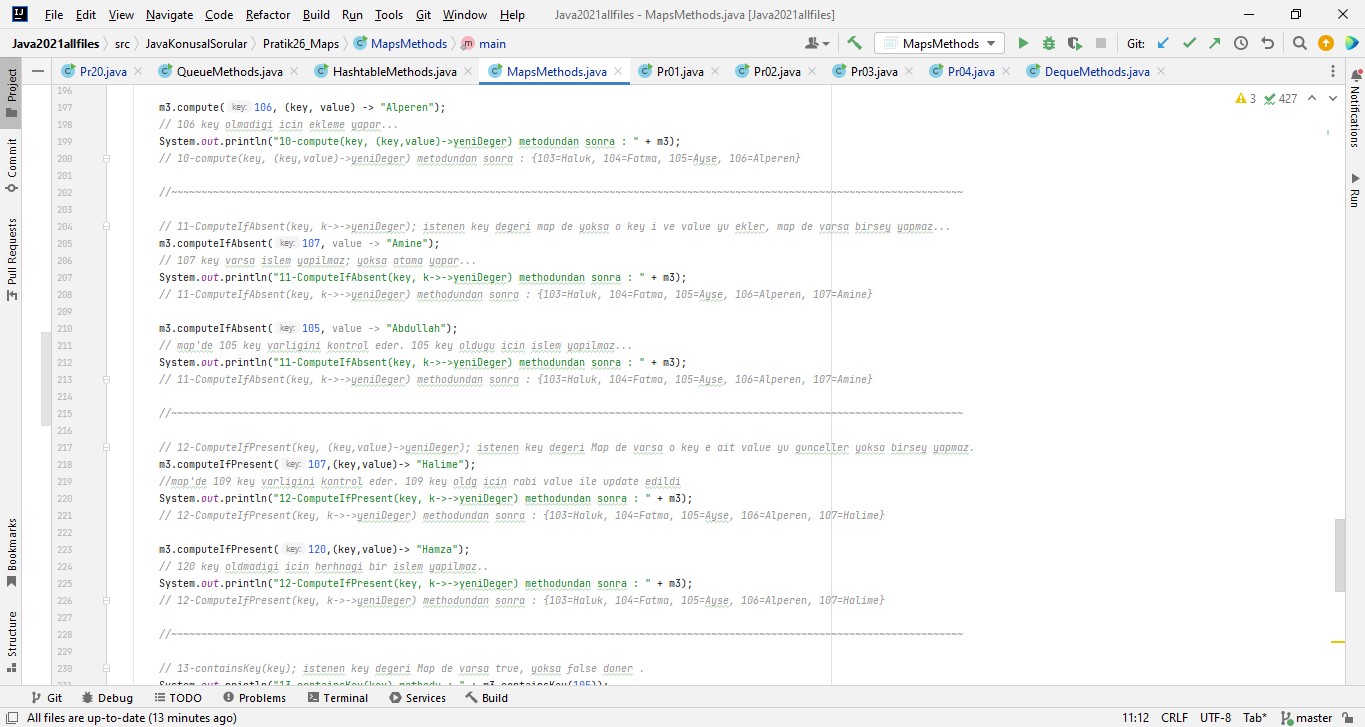 File Edit View Navigate Code Refactor Build Run Tools Git Window Help Java2021allfiles - MapsMethods.java [Java2021allfiles]
Java2021allfiles src JavaKonusalSorular Pratik26_Maps MapsMethods main MapsMethods Git:
Pr20.java QueueMethods.java HashtableMethods.java MapsMethods.java Pr01.java Pr02.java Pr03.java Pr04.java DequeMethods.java
Project
Commit
Pull Requests
Bookmarks
Structure
Notifications
Run
3 427
196
197 m3.compute( key: 106, (key, value) -> "Alperen");
198 // 106 key olmadigi icin ekleme yapar...
199 System.out.println("10-compute(key, (key,value)->yeniDeger) metodundan sonra : " + m3);
200 // 10-compute(key, (key,value)->yeniDeger) metodundan sonra : {103=Haluk, 104=Fatma, 105=Ayse, 106=Alperen}
201
202 //~~~~~~~~~~~~~~~~~~~~~~~~~~~~~~~~~~~~~~~~~~~~~~~~~~~~~~~~~~~~~~~~~~~~~~~~~~~~~~~~~~~~~~~~~~~~~~~~~~~~~~~~~~~~~~~~~~~~~~~~~~~~~~~~~~~~
203
204 // 11-ComputeIfAbsent(key, k->->yeniDeger); istenen key degeri map de yoksa o key i ve value yu ekler, map de varsa birsey yapmaz...
205 m3.computeIfAbsent( key: 107, value -> "Amine");
206 // 107 key varsa islem yapilmaz; yoksa atama yapar...
207 System.out.println("11-ComputeIfAbsent(key, k->->yeniDeger) methodundan sonra : " + m3);
208 // 11-ComputeIfAbsent(key, k->->yeniDeger) methodundan sonra : {103=Haluk, 104=Fatma, 105=Ayse, 106=Alperen, 107=Amine}
209
210 m3.computeIfAbsent( key: 105, value -> "Abdullah");
211 // map'de 105 key varligini kontrol eder. 105 key oldugu icin islem yapilmaz...
212 System.out.println("11-ComputeIfAbsent(key, k->->yeniDeger) methodundan sonra : " + m3);
213 // 11-ComputeIfAbsent(key, k->->yeniDeger) methodundan sonra : {103=Haluk, 104=Fatma, 105=Ayse, 106=Alperen, 107=Amine}
214
215 //~~~~~~~~~~~~~~~~~~~~~~~~~~~~~~~~~~~~~~~~~~~~~~~~~~~~~~~~~~~~~~~~~~~~~~~~~~~~~~~~~~~~~~~~~~~~~~~~~~~~~~~~~~~~~~~~~~~~~~~~~~~~~~~~~~~~
216
217 // 12-ComputeIfPresent(key, (key,value)->yeniDeger); istenen key degeri Map de varsa o key e ait value yu gunceller yoksa birsey yapmaz.
218 m3.computeIfPresent( key: 107,(key,value)-> "Halime");
219 //map'de 109 key varligini kontrol eder. 109 key oldg icin rabi value ile update edildi
220 System.out.println("12-ComputeIfPresent(key, k->->yeniDeger) methodundan sonra : " + m3);
221 // 12-ComputeIfPresent(key, k->->yeniDeger) methodundan sonra : {103=Haluk, 104=Fatma, 105=Ayse, 106=Alperen, 107=Halime}
222
223 m3.computeIfPresent( key: 120,(key,value)-> "Hamza");
224 // 120 key oldmadigi icin herhnagi bir islem yapilmaz..
225 System.out.println("12-ComputeIfPresent(key, k->->yeniDeger) methodundan sonra : " + m3);
226 // 12-ComputeIfPresent(key, k->->yeniDeger) methodundan sonra : {103=Haluk, 104=Fatma, 105=Ayse, 106=Alperen, 107=Halime}
227
228 //~~~~~~~~~~~~~~~~~~~~~~~~~~~~~~~~~~~~~~~~~~~~~~~~~~~~~~~~~~~~~~~~~~~~~~~~~~~~~~~~~~~~~~~~~~~~~~~~~~~~~~~~~~~~~~~~~~~~~~~~~~~~~~~~~~~~
229
230 // 13-containsKey(key); istenen key degeri Map de varsa true, yoksa false doner .
231 System.out.println("13-containsKey(key) methodu : " + m3.containsKey(105));
Git Debug TODO Problems Terminal Services Build
All files are up-to-date (13 minutes ago) 11:12 CRLF UTF-8 Tab* master